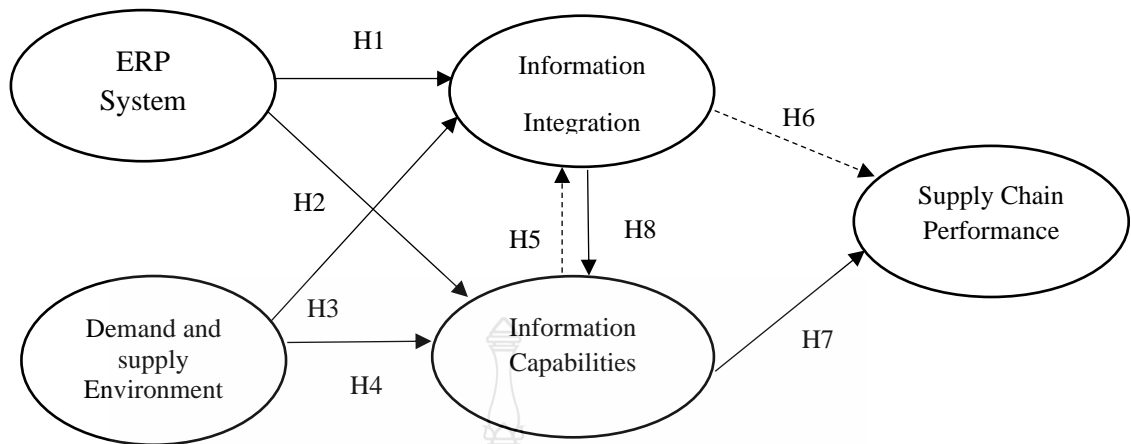 H1
ERP
System
Information
Integration
H6
Supply Chain
Performance
H2
H5
H8
H3
Demand and
supply
Environment
Information
Capabilities
H7
H4